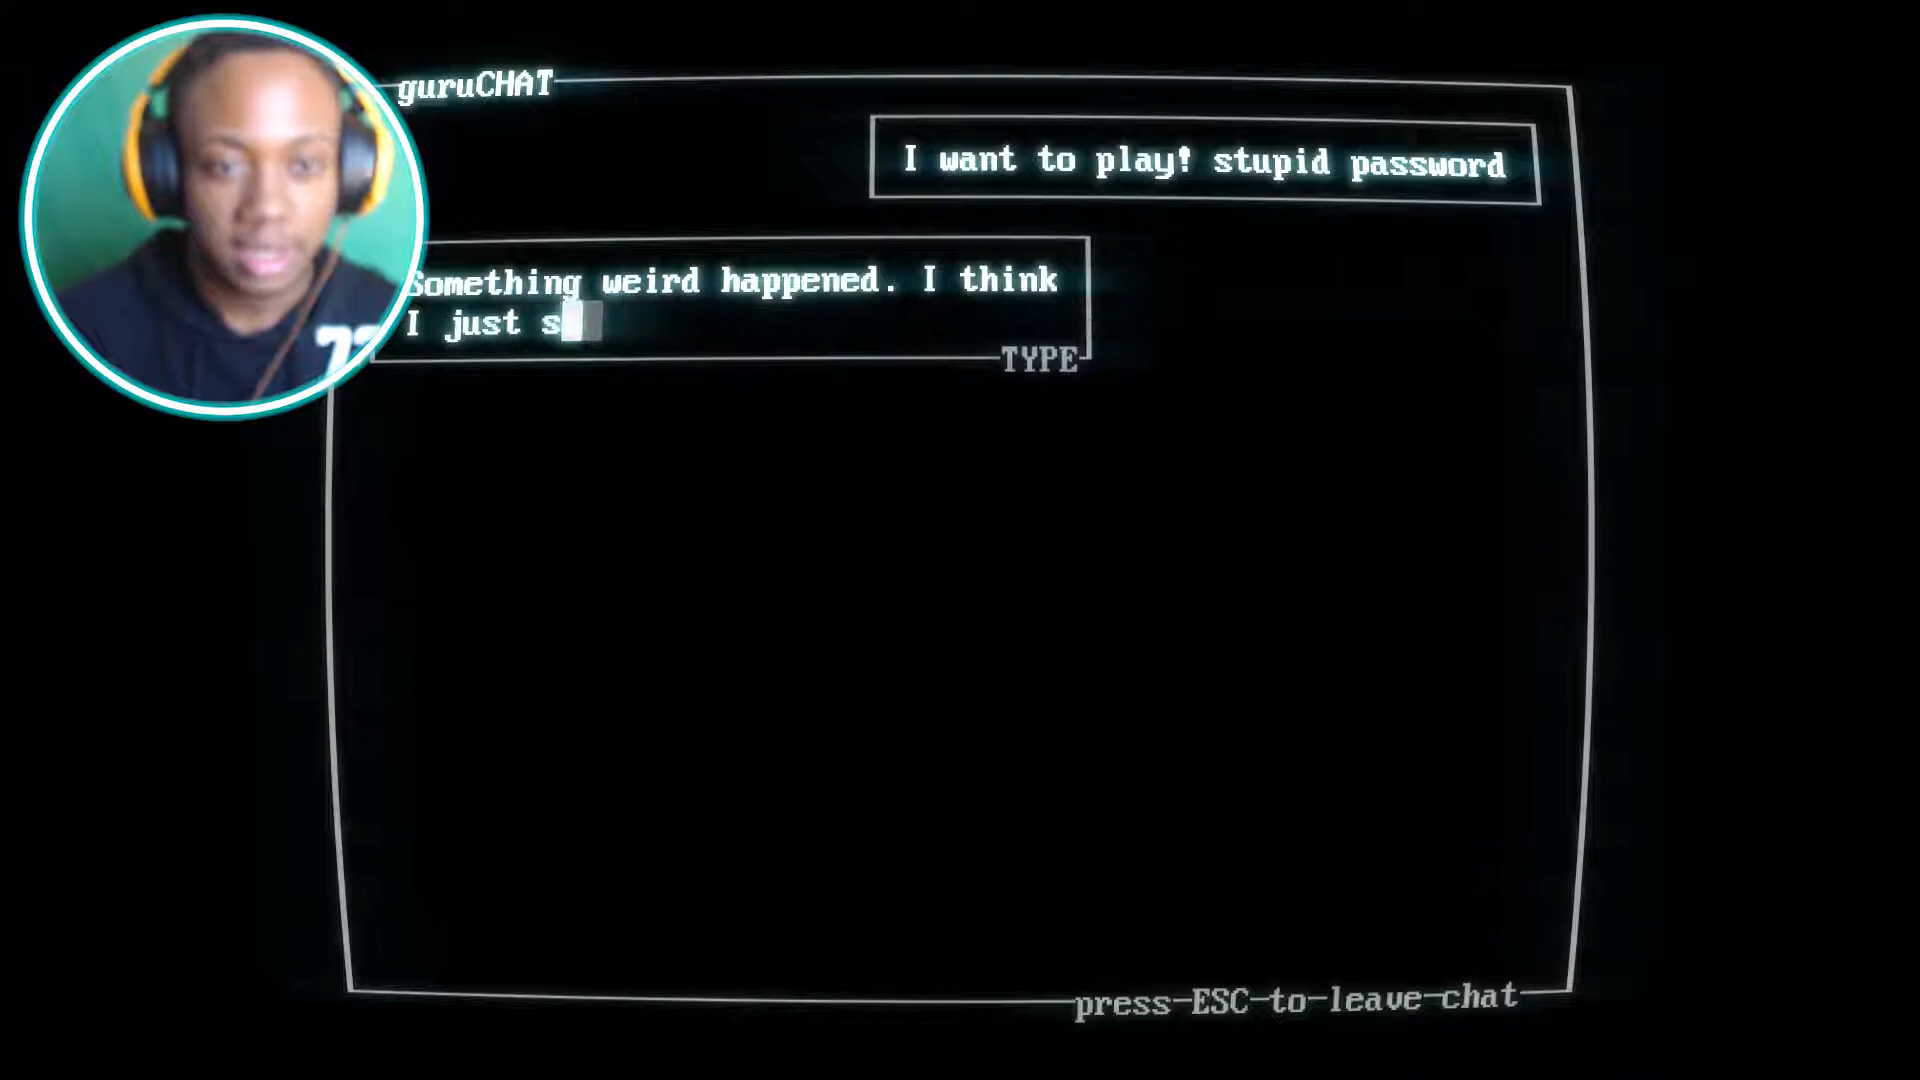 guruCHAT
I want to play! stupid password
Something weird happened. I think
I just s
TYPE
press ESC to leave chat